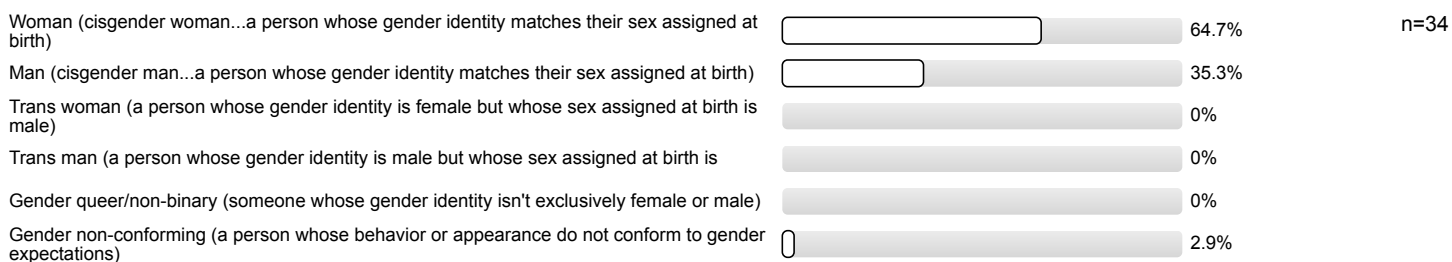 Woman (cisgender woman...a person whose gender identity matches their sex assigned at
birth)
64.7%
n=34
Man (cisgender man...a person whose gender identity matches their sex assigned at birth)
35.3%
Trans woman (a person whose gender identity is female but whose sex assigned at birth is
male)
0%
Trans man (a person whose gender identity is male but whose sex assigned at birth is
0%
Gender queer/non-binary (someone whose gender identity isn't exclusively female or male)
0%
Gender non-conforming (a person whose behavior or appearance do not conform to gender
expectations)
2.9%